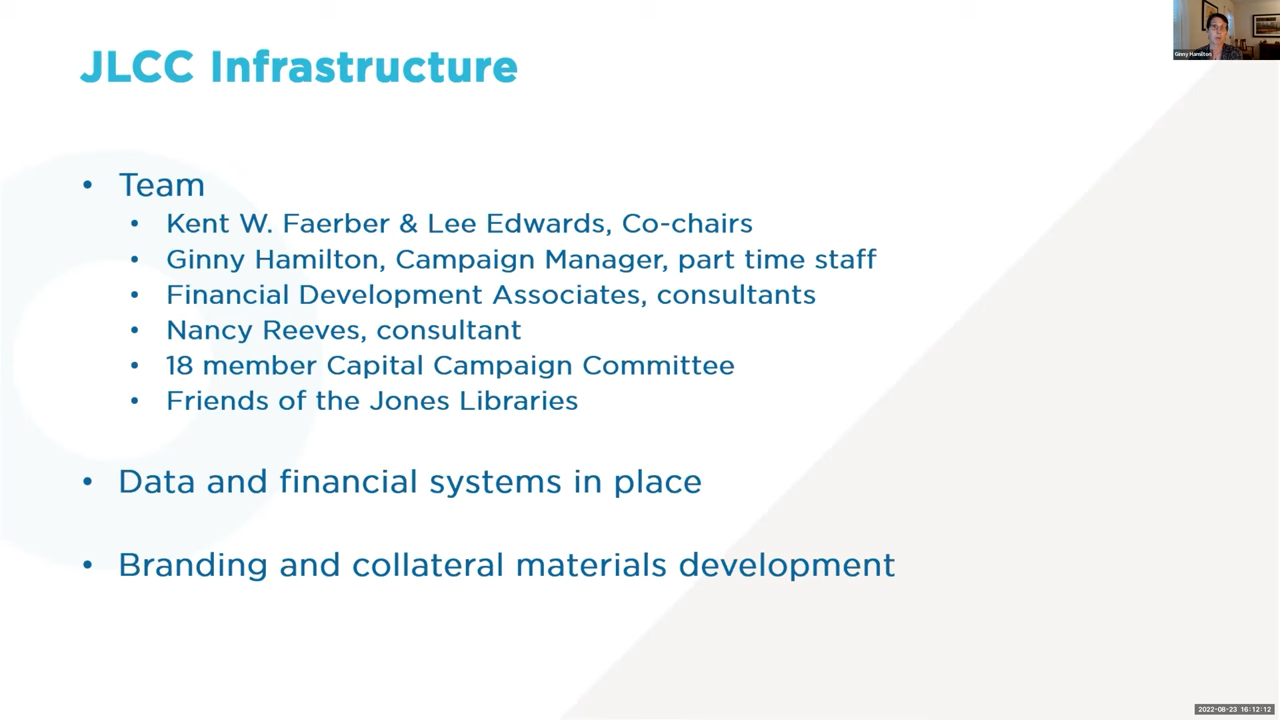 JLCC Infrastructure
Ginny Hamilton
• Team
• Kent W. Faerber & Lee Edwards, Co-chairs
• Ginny Hamilton, Campaign Manager, part time staff
• Financial Development Associates, consultants
• Nancy Reeves, consultant
• 18 member Capital Campaign Committee
• Friends of the Jones Libraries
• Data and financial systems in place
• Branding and collateral materials development
2022-08-23 16:12:12